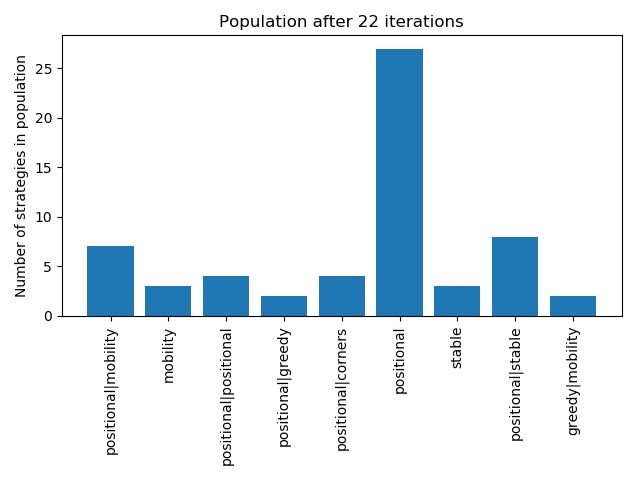 Population after 22 iterations
Number of strategies in population
25
20
15
10
5
0
positional|mobility
mobility
positional|positional
positional|greedy
positional|corners
positional
stable
positional|stable
greedy|mobility